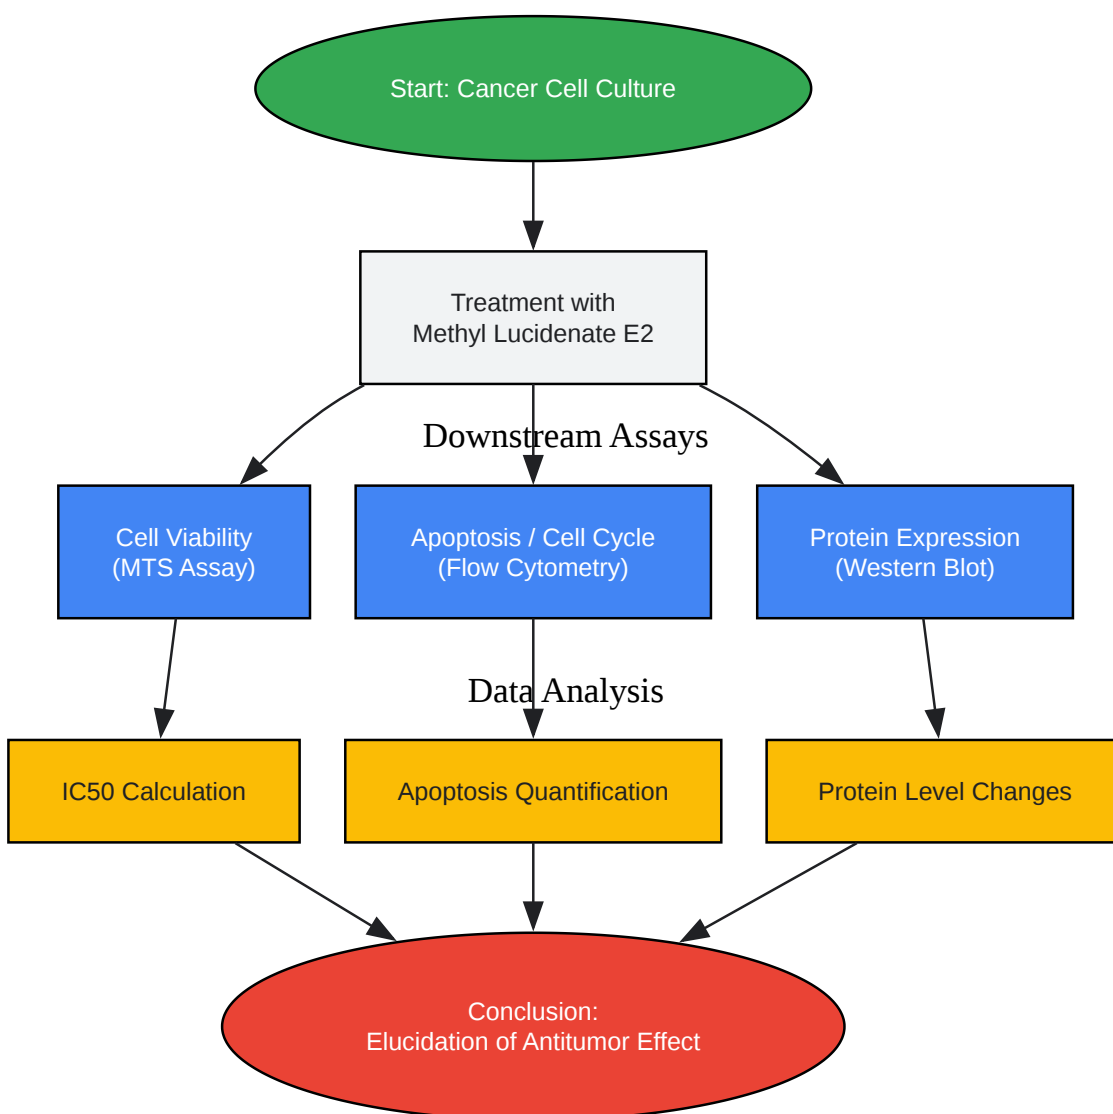 Start: Cancer Cell Culture
Treatment with
Methyl Lucidenate E2
Downstream Assays
Cell Viability
(MTS Assay)
Apoptosis / Cell Cycle
(Flow Cytometry)
Protein Expression
(Western Blot)
Data Analysis
IC50 Calculation
Apoptosis Quantification
Protein Level Changes
Conclusion:
Elucidation of Antitumor Effect